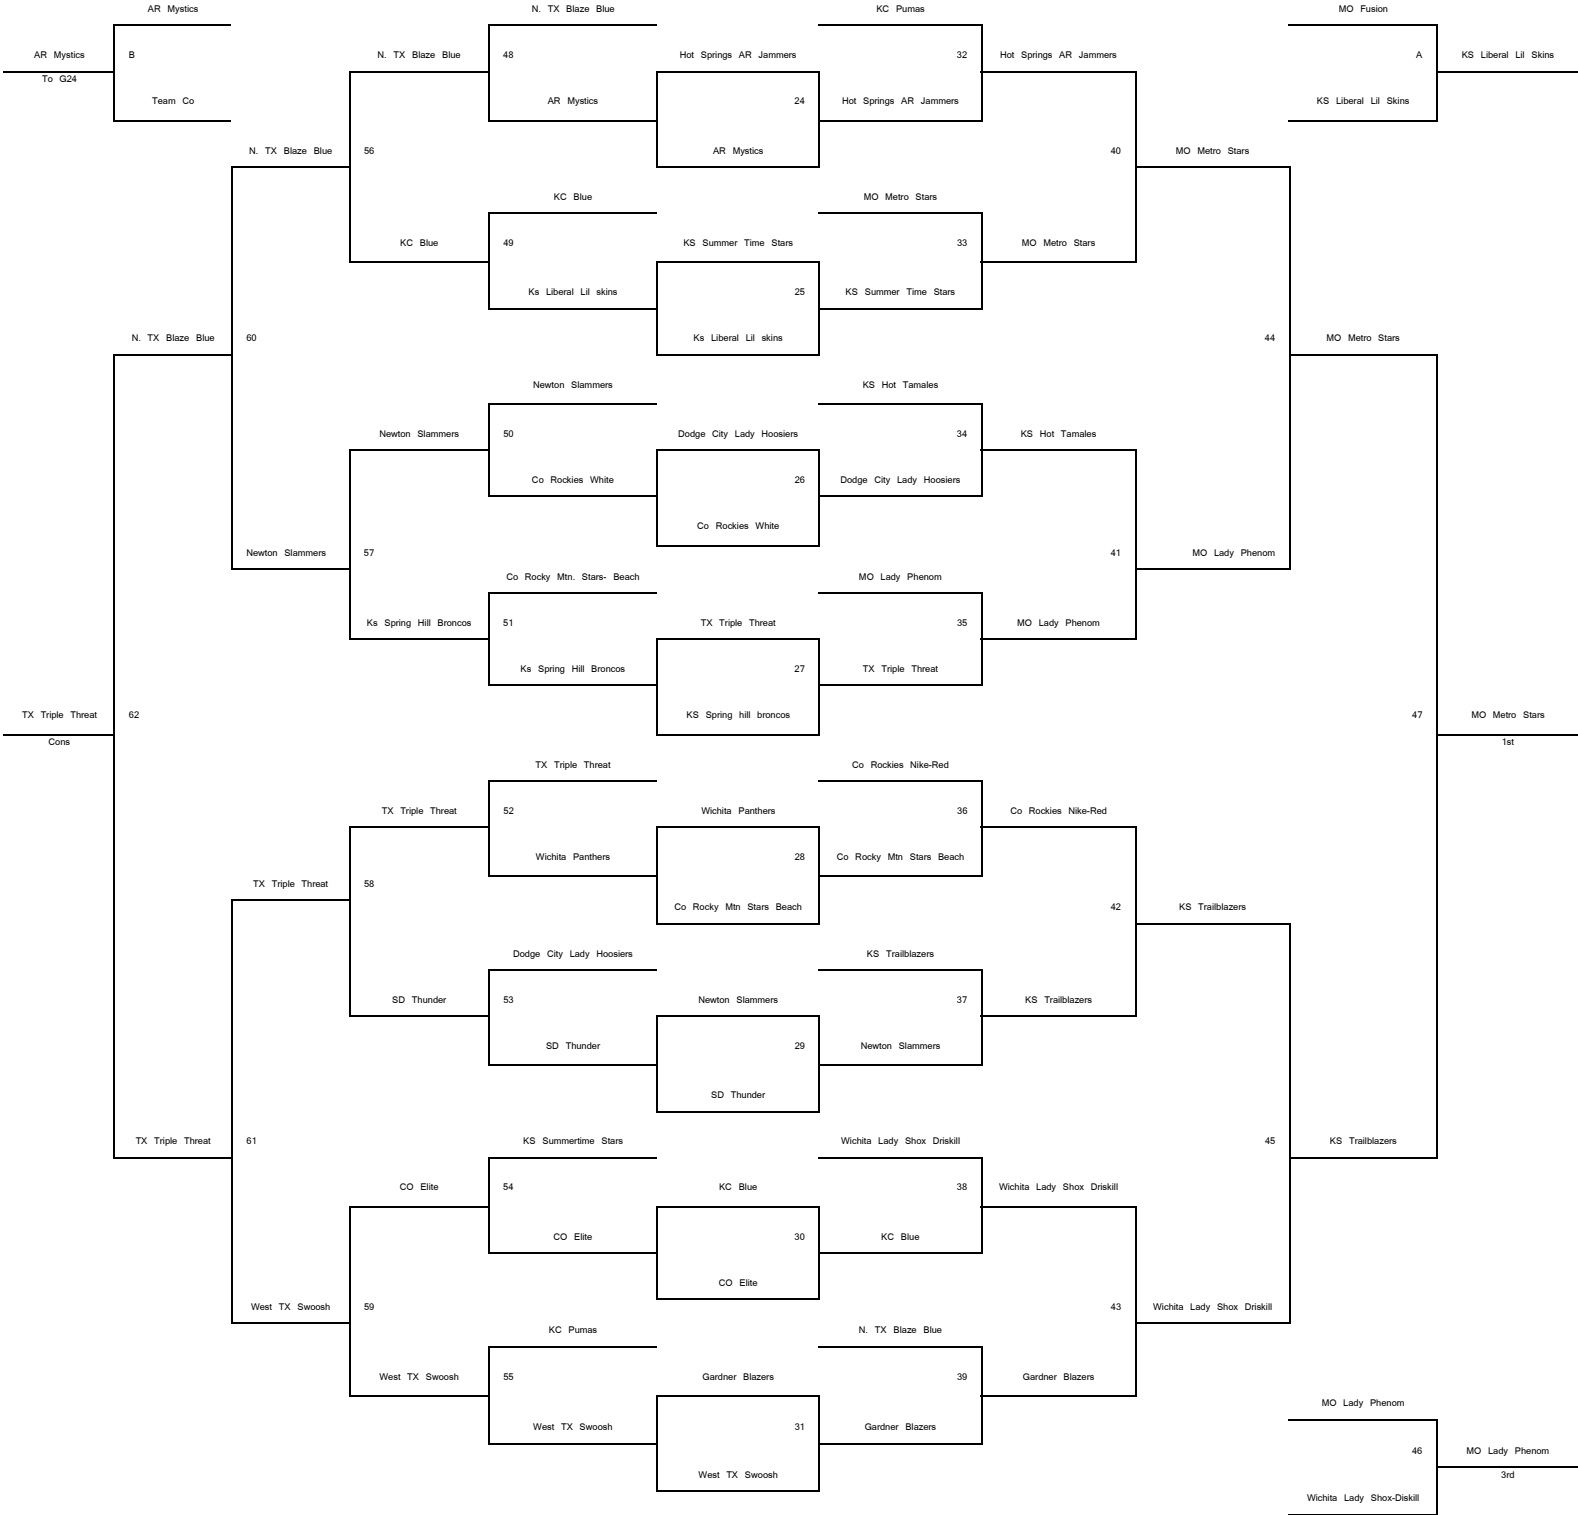 AR Mystics
N. TX Blaze Blue
KC Pumas
MO Fusion
AR Mystics
B
N. TX Blaze Blue
48
Hot Springs AR Jammers
32
Hot Springs AR Jammers
A
KS Liberal Lil Skins
To G24
Team Co
AR Mystics
24
Hot Springs AR Jammers
KS Liberal Lil Skins
N. TX Blaze Blue
56
AR Mystics
40
MO Metro Stars
KC Blue
MO Metro Stars
KC Blue
49
KS Summer Time Stars
33
MO Metro Stars
Ks Liberal Lil skins
25
KS Summer Time Stars
N. TX Blaze Blue
60
Ks Liberal Lil skins
44
MO Metro Stars
Newton Slammers
KS Hot Tamales
Newton Slammers
50
Dodge City Lady Hoosiers
34
KS Hot Tamales
Co Rockies White
26
Dodge City Lady Hoosiers
Co Rockies White
Newton Slammers
57
41
MO Lady Phenom
Co Rocky Mtn. Stars- Beach
MO Lady Phenom
Ks Spring Hill Broncos
51
TX Triple Threat
35
MO Lady Phenom
Ks Spring Hill Broncos
27
TX Triple Threat
TX Triple Threat
62
KS Spring hill broncos
47
MO Metro Stars
Cons
1st
TX Triple Threat
Co Rockies Nike-Red
TX Triple Threat
52
Wichita Panthers
36
Co Rockies Nike-Red
Wichita Panthers
28
Co Rocky Mtn Stars Beach
TX Triple Threat
58
Co Rocky Mtn Stars Beach
42
KS Trailblazers
Dodge City Lady Hoosiers
KS Trailblazers
SD Thunder
53
Newton Slammers
37
KS Trailblazers
SD Thunder
29
Newton Slammers
SD Thunder
TX Triple Threat
61
KS Summertime Stars
Wichita Lady Shox Driskill
45
KS Trailblazers
CO Elite
54
KC Blue
38
Wichita Lady Shox Driskill
CO Elite
30
KC Blue
CO Elite
West TX Swoosh
59
43
Wichita Lady Shox Driskill
KC Pumas
N. TX Blaze Blue
West TX Swoosh
55
Gardner Blazers
39
Gardner Blazers
MO Lady Phenom
West TX Swoosh
31
Gardner Blazers
46
MO Lady Phenom
West TX Swoosh
3rd
Wichita Lady Shox-Diskill